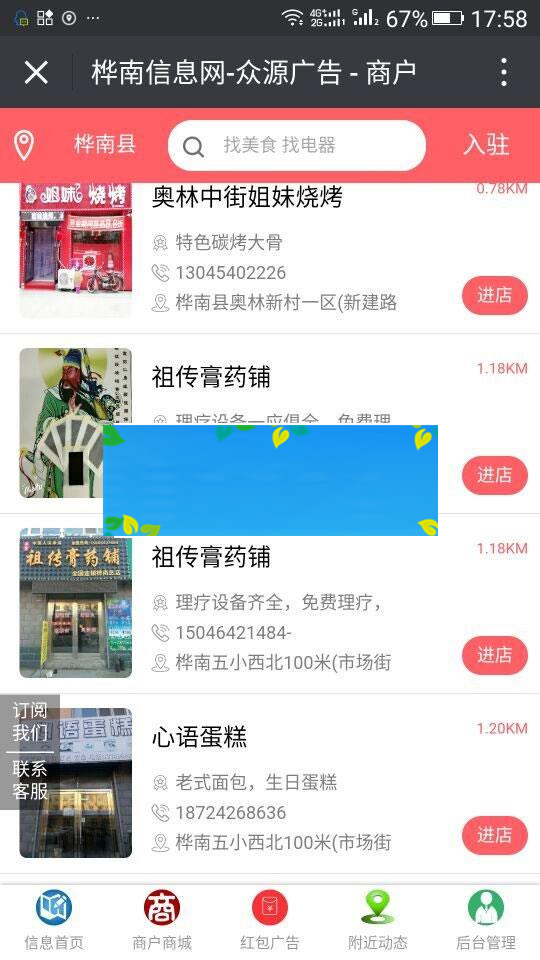 4G+ 2G G 2 67% 17:58
桦南信息网-众源广告 - 商户
桦南县
找美食 找电器
入驻
姐妹 烧烤
奥林中街姐妹烧烤
0.78KM
特色碳烤大骨
13045402226
桦南县奥林新村一区(新建路
进店
祖传膏药铺
1.18KM
理疗设备一应俱全，免费理
进店
祖传膏药铺
祖传膏药铺
1.18KM
理疗设备齐全，免费理疗，
15046421484-
桦南五小西北100米(市场街
进店
订阅
我们
联系
客服
语蛋糕
心语蛋糕
1.20KM
老式面包，生日蛋糕
18724268636
桦南五小西北100米(市场街
进店
信息首页
商
商户商城
¥
红包广告
附近动态
后台管理